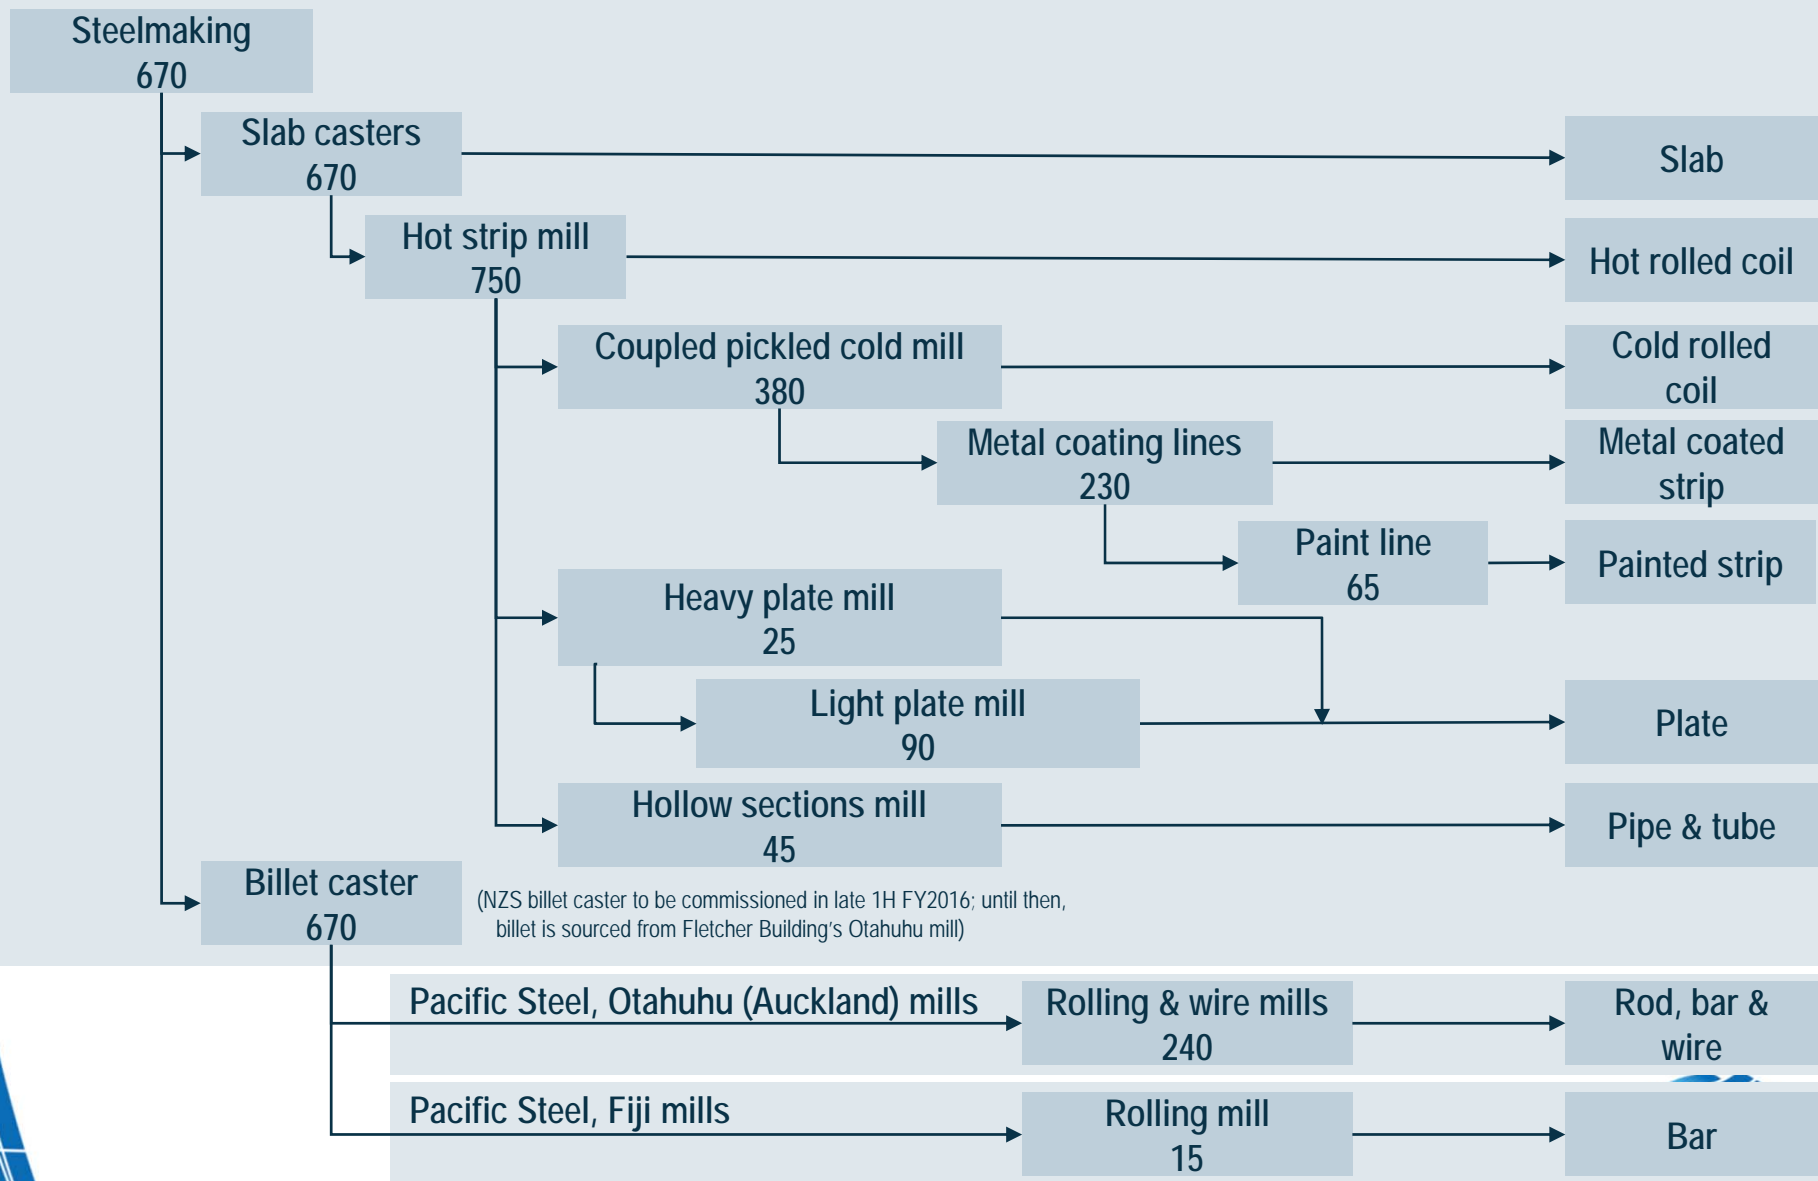 Steelmaking
670
Slab casters
670
Slab
Hot strip mill
750
Hot rolled coil
Coupled pickled cold mill
380
Cold rolled
coil
Metal coating lines
230
Metal coated
strip
Paint line
65
Painted strip
Heavy plate mill
25
Light plate mill
90
Plate
Hollow sections mill
45
Pipe & tube
Billet caster
670
(NZS billet caster to be commissioned in late 1H FY2016; until then,
billet is sourced from Fletcher Building's Otahuhu mill)
Pacific Steel, Otahuhu (Auckland) mills
Rolling & wire mills
240
Rod, bar &
wire
Pacific Steel, Fiji mills
Rolling mill
15
Bar